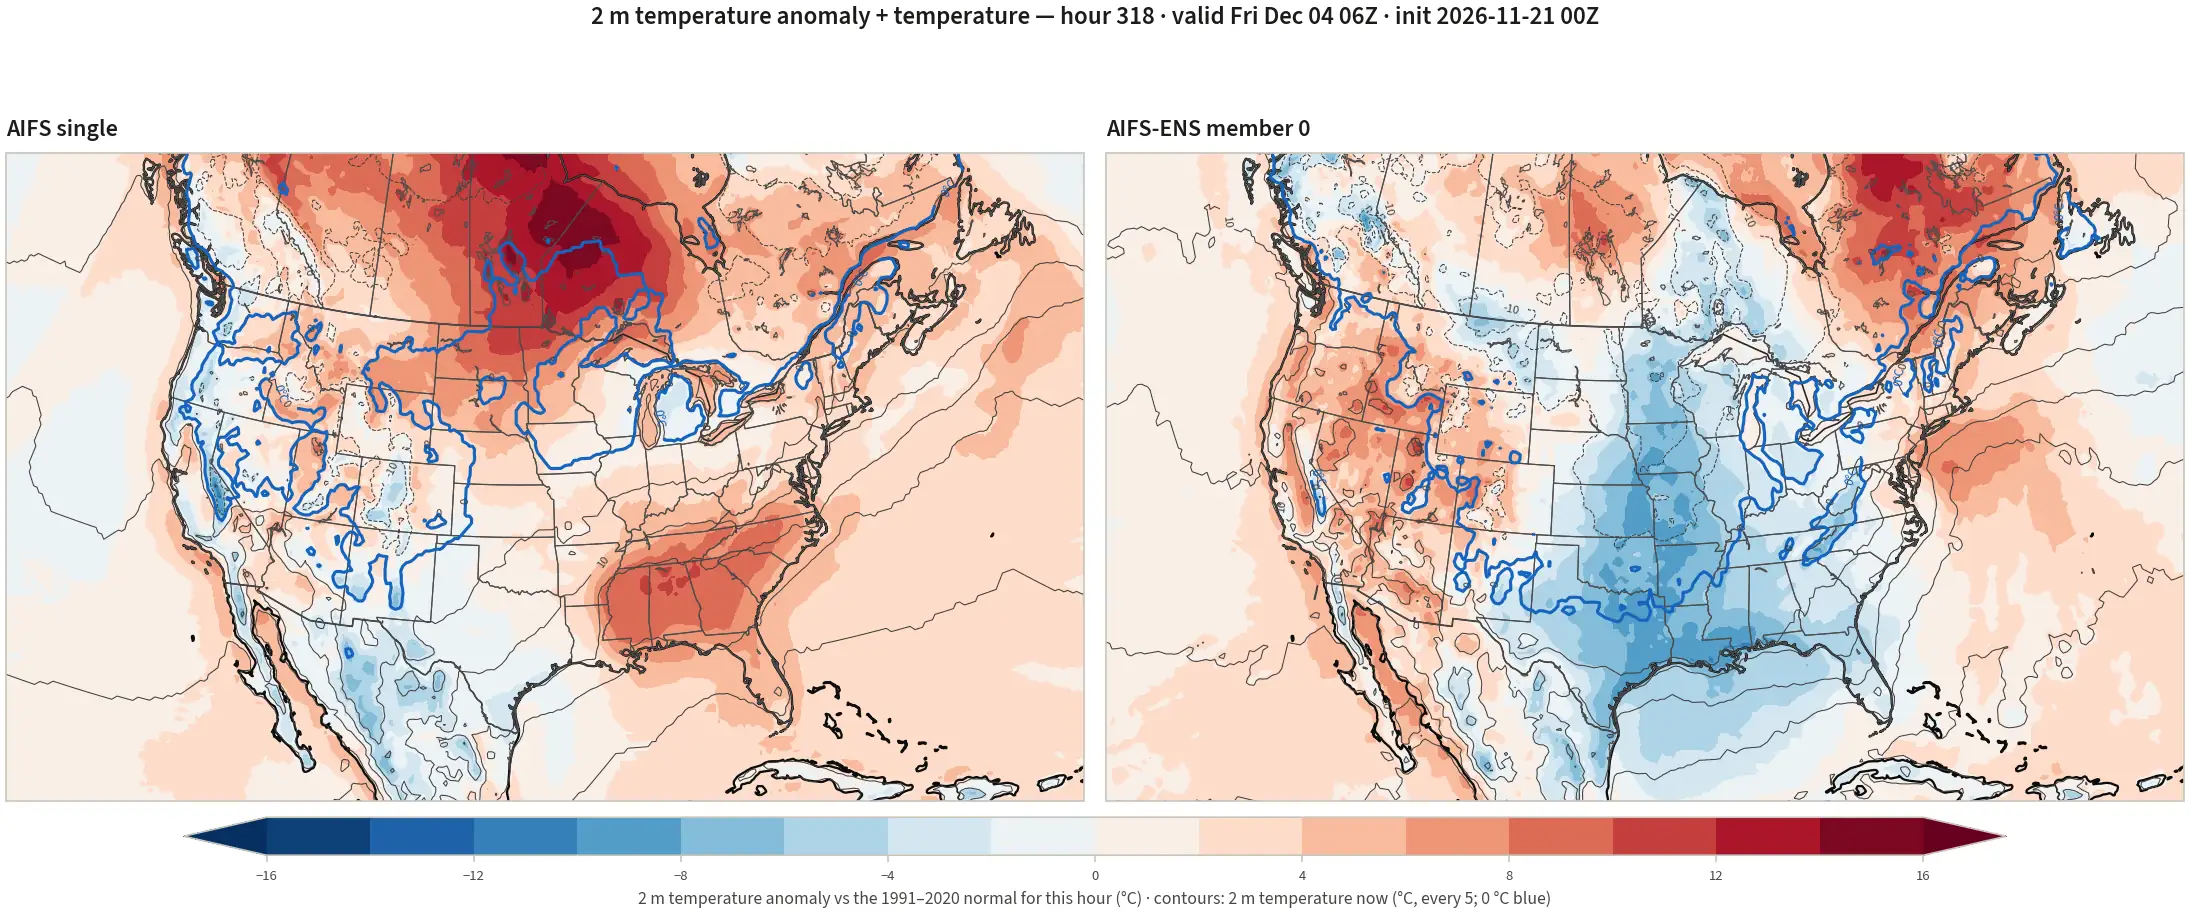 2 m temperature anomaly + temperature — hour 318 · valid Fri Dec 04 06Z · init 2026-11-21 00Z
AIFS single
AIFS-ENS member 0
−16 −12 −8 −4 0 4 8 12 16
2 m temperature anomaly vs the 1991–2020 normal for this hour (°C) · contours: 2 m temperature now (°C, every 5; 0 °C blue)